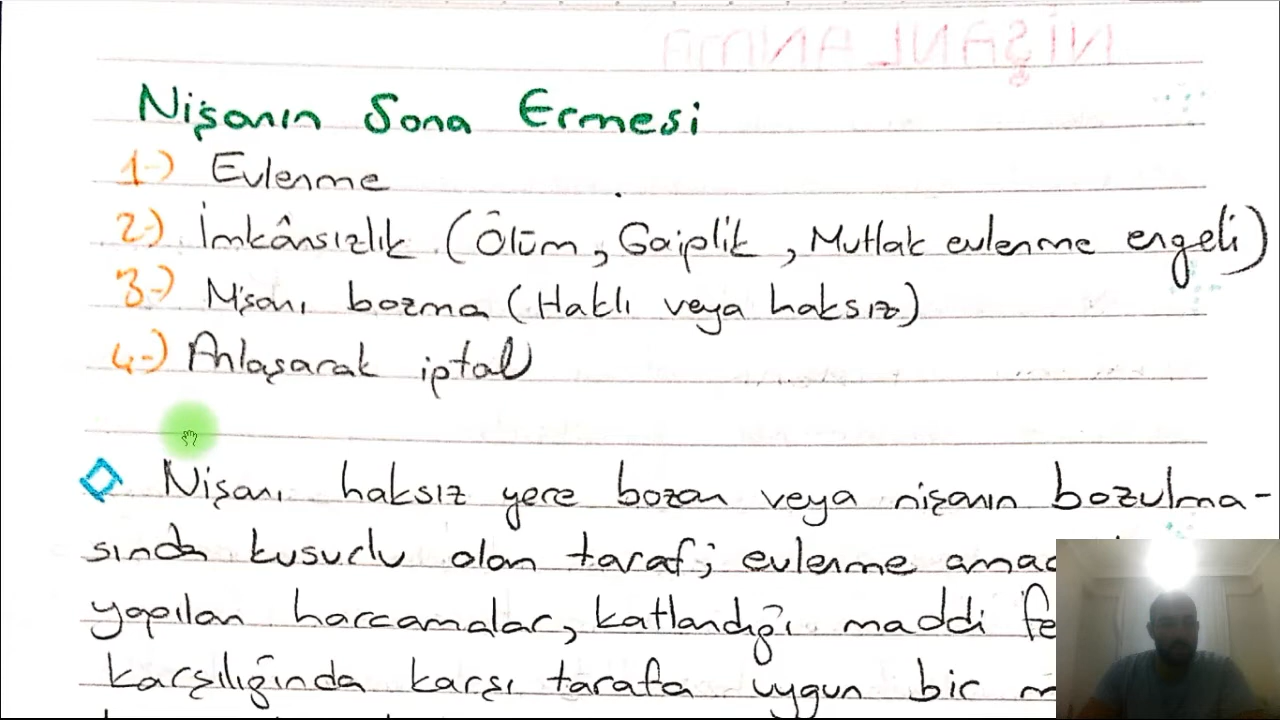 NİŞANLANMA
Nişanın Sona Ermesi
1-) Evlenme
2-) İmkânsızlık (Ölüm, Gaiplik, Mutlak evlenme engeli)
3-) Nişanı bozma (Haklı veya haksız)
4-) Anlaşarak iptal
Nişanı haksız yere bozan veya nişanın bozulma-
sında kusurlu olan taraf; evlenme
yapılan harcamalar, katlandığı maddi
karşılığında karşı tarafa uygun bir